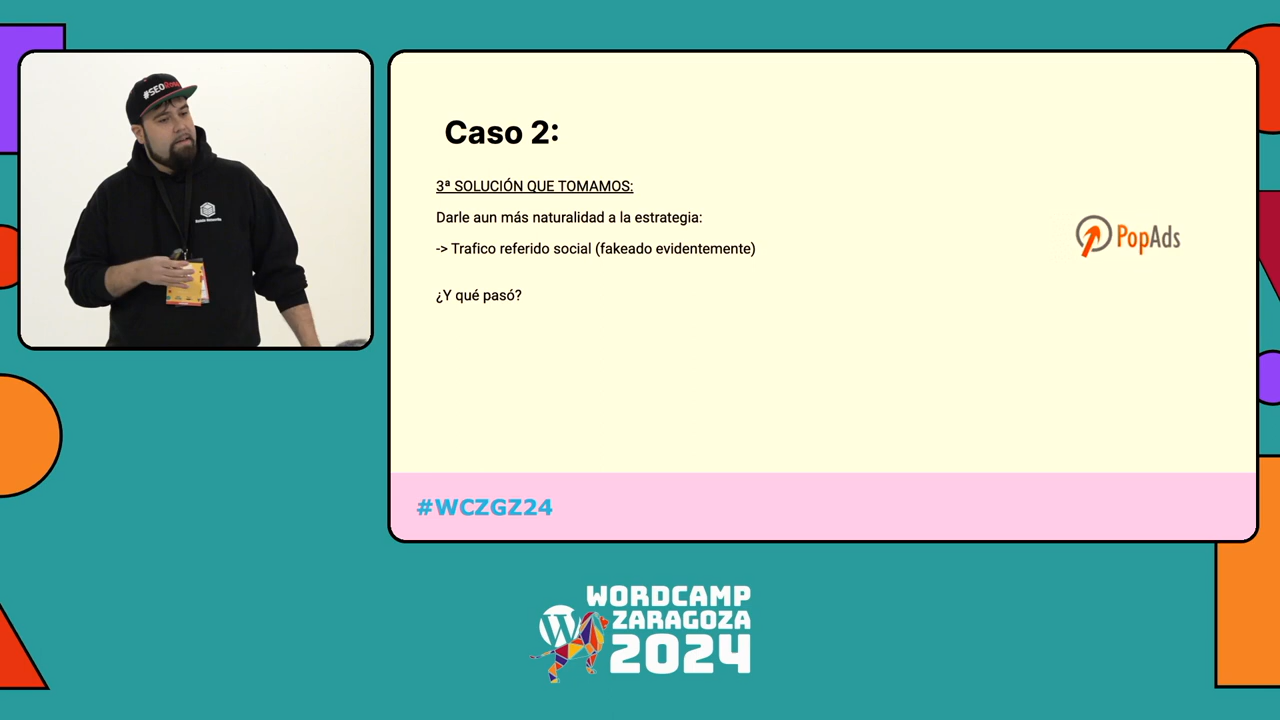 #SEO
Caso 2:
3ª SOLUCIÓN QUE TOMAMOS:
Darle aun más naturalidad a la estrategia:
-> Trafico referido social (fakeado evidentemente)
PopAds
¿Y qué pasó?
#WCZGZ24
WORDCAMP
ZARAGOZA
2024